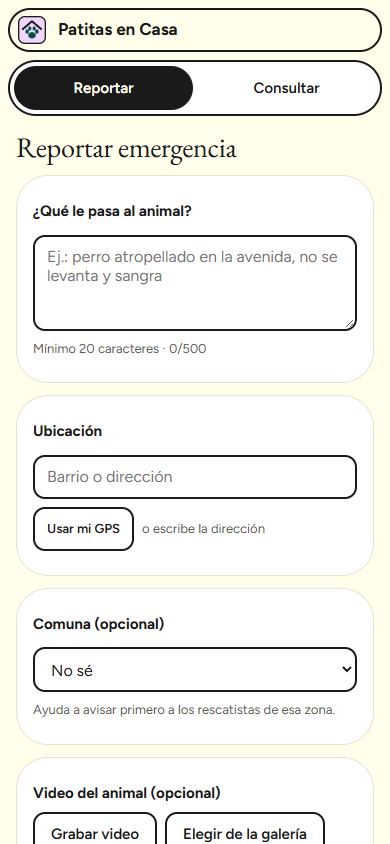 Patitas en Casa
Reportar
Consultar
Reportar emergencia
¿Qué le pasa al animal?
Ej.: perro atropellado en la avenida, no se
levanta y sangra
Mínimo 20 caracteres · 0/500
Ubicación
Barrio o dirección
Usar mi GPS
o escribe la dirección
Comuna (opcional)
No sé
Ayuda a avisar primero a los rescatistas de esa zona.
Video del animal (opcional)
Grabar video
Elegir de la galería